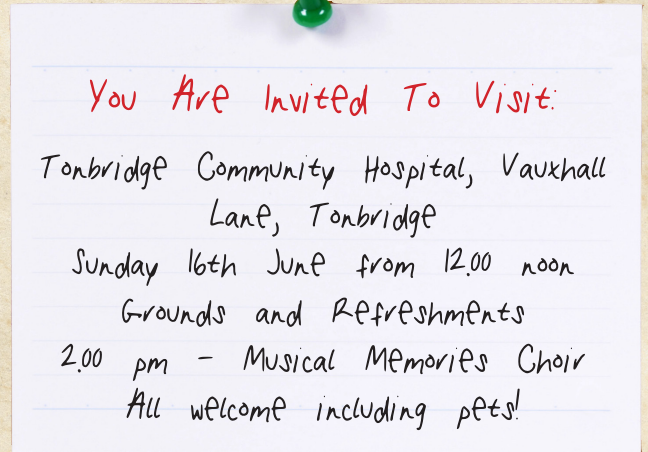 You Are Invited To Visit:
Tonbridge Community Hospital, Vauxhall
Lane, Tonbridge
Sunday 16th June from 12.00 noon
Grounds and Refreshments
2.00 pm - Musical Memories Choir
All welcome including pets!